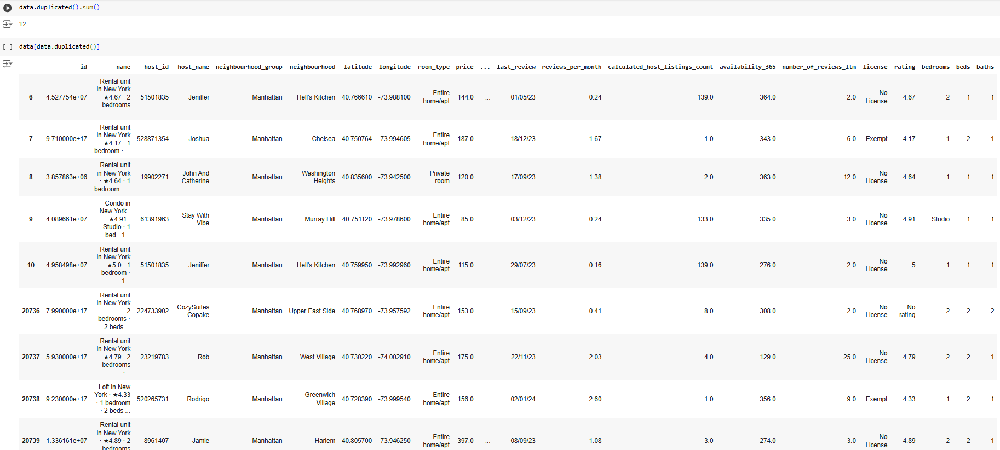 data.duplicated().sum()
12
[ ] data[data.duplicated()]
id name host_id host_name neighbourhood_group neighbourhood latitude longitude room_type price ... last_review reviews_per_month calculated_host_listings_count availability_365 number_of_reviews_ltm license rating bedrooms beds baths
6 4.527754e+07 Rental unit in New York · ★4.67 · 2 bedrooms ·... 51501835 Jeniffer Manhattan Hell's Kitchen 40.766610 -73.988100 Entire home/apt 144.0 ... 01/05/23 0.24 139.0 364.0 2.0 No License 4.67 2 1 1
7 9.710000e+17 Rental unit in New York · ★4.17 · 1 bedroom · ... 528871354 Joshua Manhattan Chelsea 40.750764 -73.994605 Entire home/apt 187.0 ... 18/12/23 1.67 1.0 343.0 6.0 Exempt 4.17 1 2 1
8 3.857863e+06 Rental unit in New York · ★4.64 · 1 bedroom · ... 19902271 John And Catherine Manhattan Washington Heights 40.835600 -73.942500 Private room 120.0 ... 17/09/23 1.38 2.0 363.0 12.0 No License 4.64 1 1 1
9 4.089661e+07 Condo in New York · ★4.91 · Studio · 1 bed · 1... 61391963 Stay With Vibe Manhattan Murray Hill 40.751120 -73.978600 Entire home/apt 85.0 ... 03/12/23 0.24 133.0 335.0 3.0 No License 4.91 Studio 1 1
10 4.958498e+07 Rental unit in New York · ★5.0 · 1 bedroom · 1... 51501835 Jeniffer Manhattan Hell's Kitchen 40.759950 -73.992960 Entire home/apt 115.0 ... 29/07/23 0.16 139.0 276.0 2.0 No License 5 1 1 1
20736 7.990000e+17 Rental unit in New York · 2 bedrooms · 2 beds ... 224733902 CozySuites Copake Manhattan Upper East Side 40.768970 -73.957592 Entire home/apt 153.0 ... 15/09/23 0.41 8.0 308.0 2.0 No License No rating 2 2 2
20737 5.930000e+17 Rental unit in New York · ★4.79 · 2 bedrooms ·... 23219783 Rob Manhattan West Village 40.730220 -74.002910 Entire home/apt 175.0 ... 22/11/23 2.03 4.0 129.0 25.0 No License 4.79 2 2 1
20738 9.230000e+17 Loft in New York · ★4.33 · 1 bedroom · 2 beds ... 520265731 Rodrigo Manhattan Greenwich Village 40.728390 -73.999540 Entire home/apt 156.0 ... 02/01/24 2.60 1.0 356.0 9.0 Exempt 4.33 1 2 1
20739 1.336161e+07 Rental unit in New York · ★4.89 · 2 bedrooms 8961407 Jamie Manhattan Harlem 40.805700 -73.946250 Entire home/apt 397.0 ... 08/09/23 1.08 3.0 274.0 3.0 No License 4.89 2 2 1